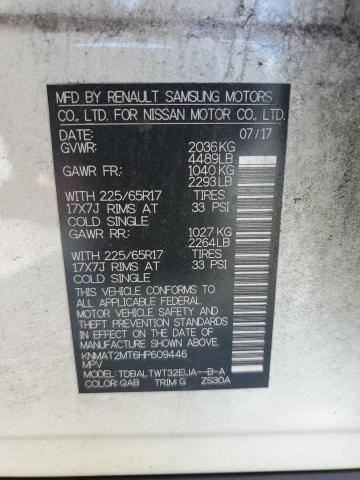 MFD BY RENAULT SAMSUNG MOTORS
CO., LTD. FOR NISSAN MOTOR CO., LTD.
DATE: 07/17
GVWR: 2036KG
4489LB
GAWR FR: 1040KG
2293LB
WITH 225/65R17 TIRES
17X7J RIMS AT 33 PSI
COLD SINGLE
GAWR RR: 1027KG
2264LB
WITH 225/65R17 TIRES
17X7J RIMS AT 33 PSI
COLD SINGLE
THIS VEHICLE CONFORMS TO
ALL APPLICABLE FEDERAL
MOTOR VEHICLE SAFETY
AND THEFT PREVENTION
STANDARDS IN EFFECT ON
THE DATE OF
MANUFACTURE SHOWN ABOVE.
KNMAT2MT6HP609446
MPV
MODEL: TDBALTWT32EUA--D-A
COLOR: QAB TRIM: G ZS30A